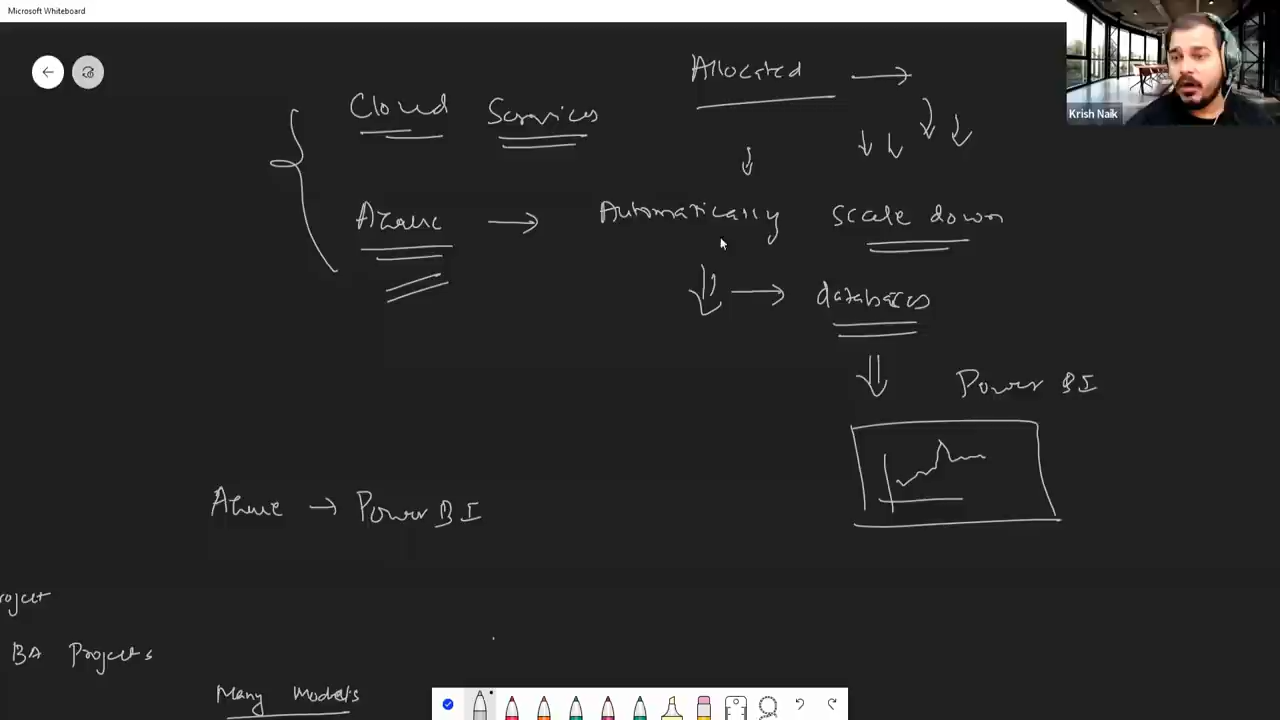 Microsoft Whiteboard
Krish Naik
Allocated →
Cloud Services
Azure → Automatically scale down
→ databases
Power BI
Azure → Power BI
roject
BA Projects
Many Models